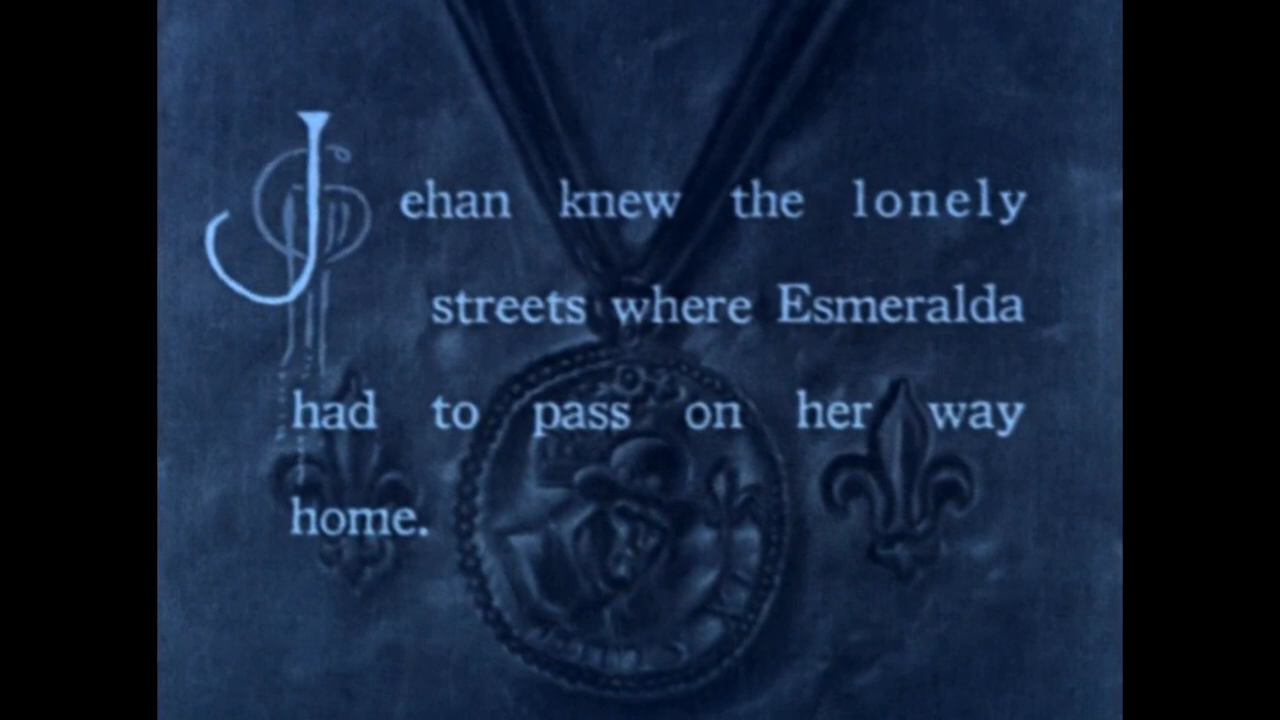 Jehan knew the lonely
streets where Esmeralda
had to pass on her way
home.